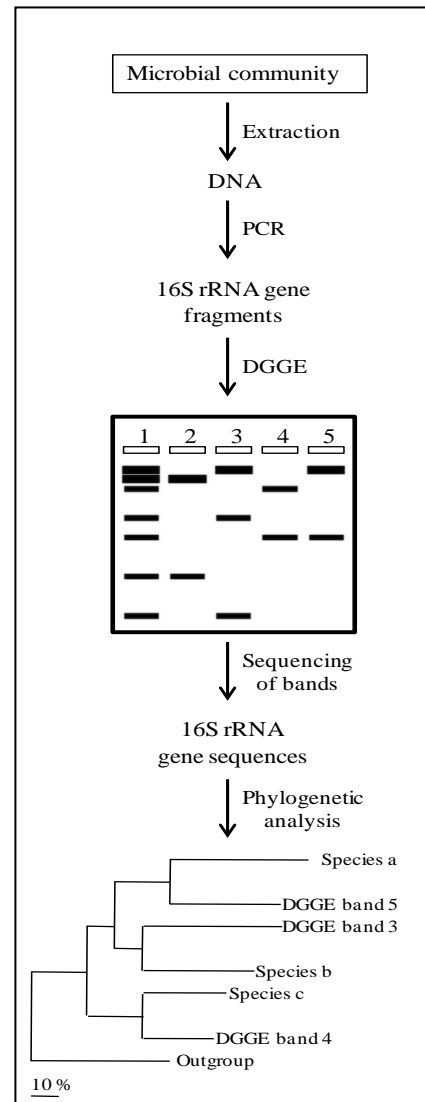 Microbial community
Extraction
DNA
PCR
16S rRNA gene
fragments
DGGE
1 2 3 4 5
Sequencing
of bands
16S rRNA
gene sequences
Phylogenetic
analysis
Species a
DGGE band 5
DGGE band 3
Species b
Species c
DGGE band 4
Outgroup
10 %